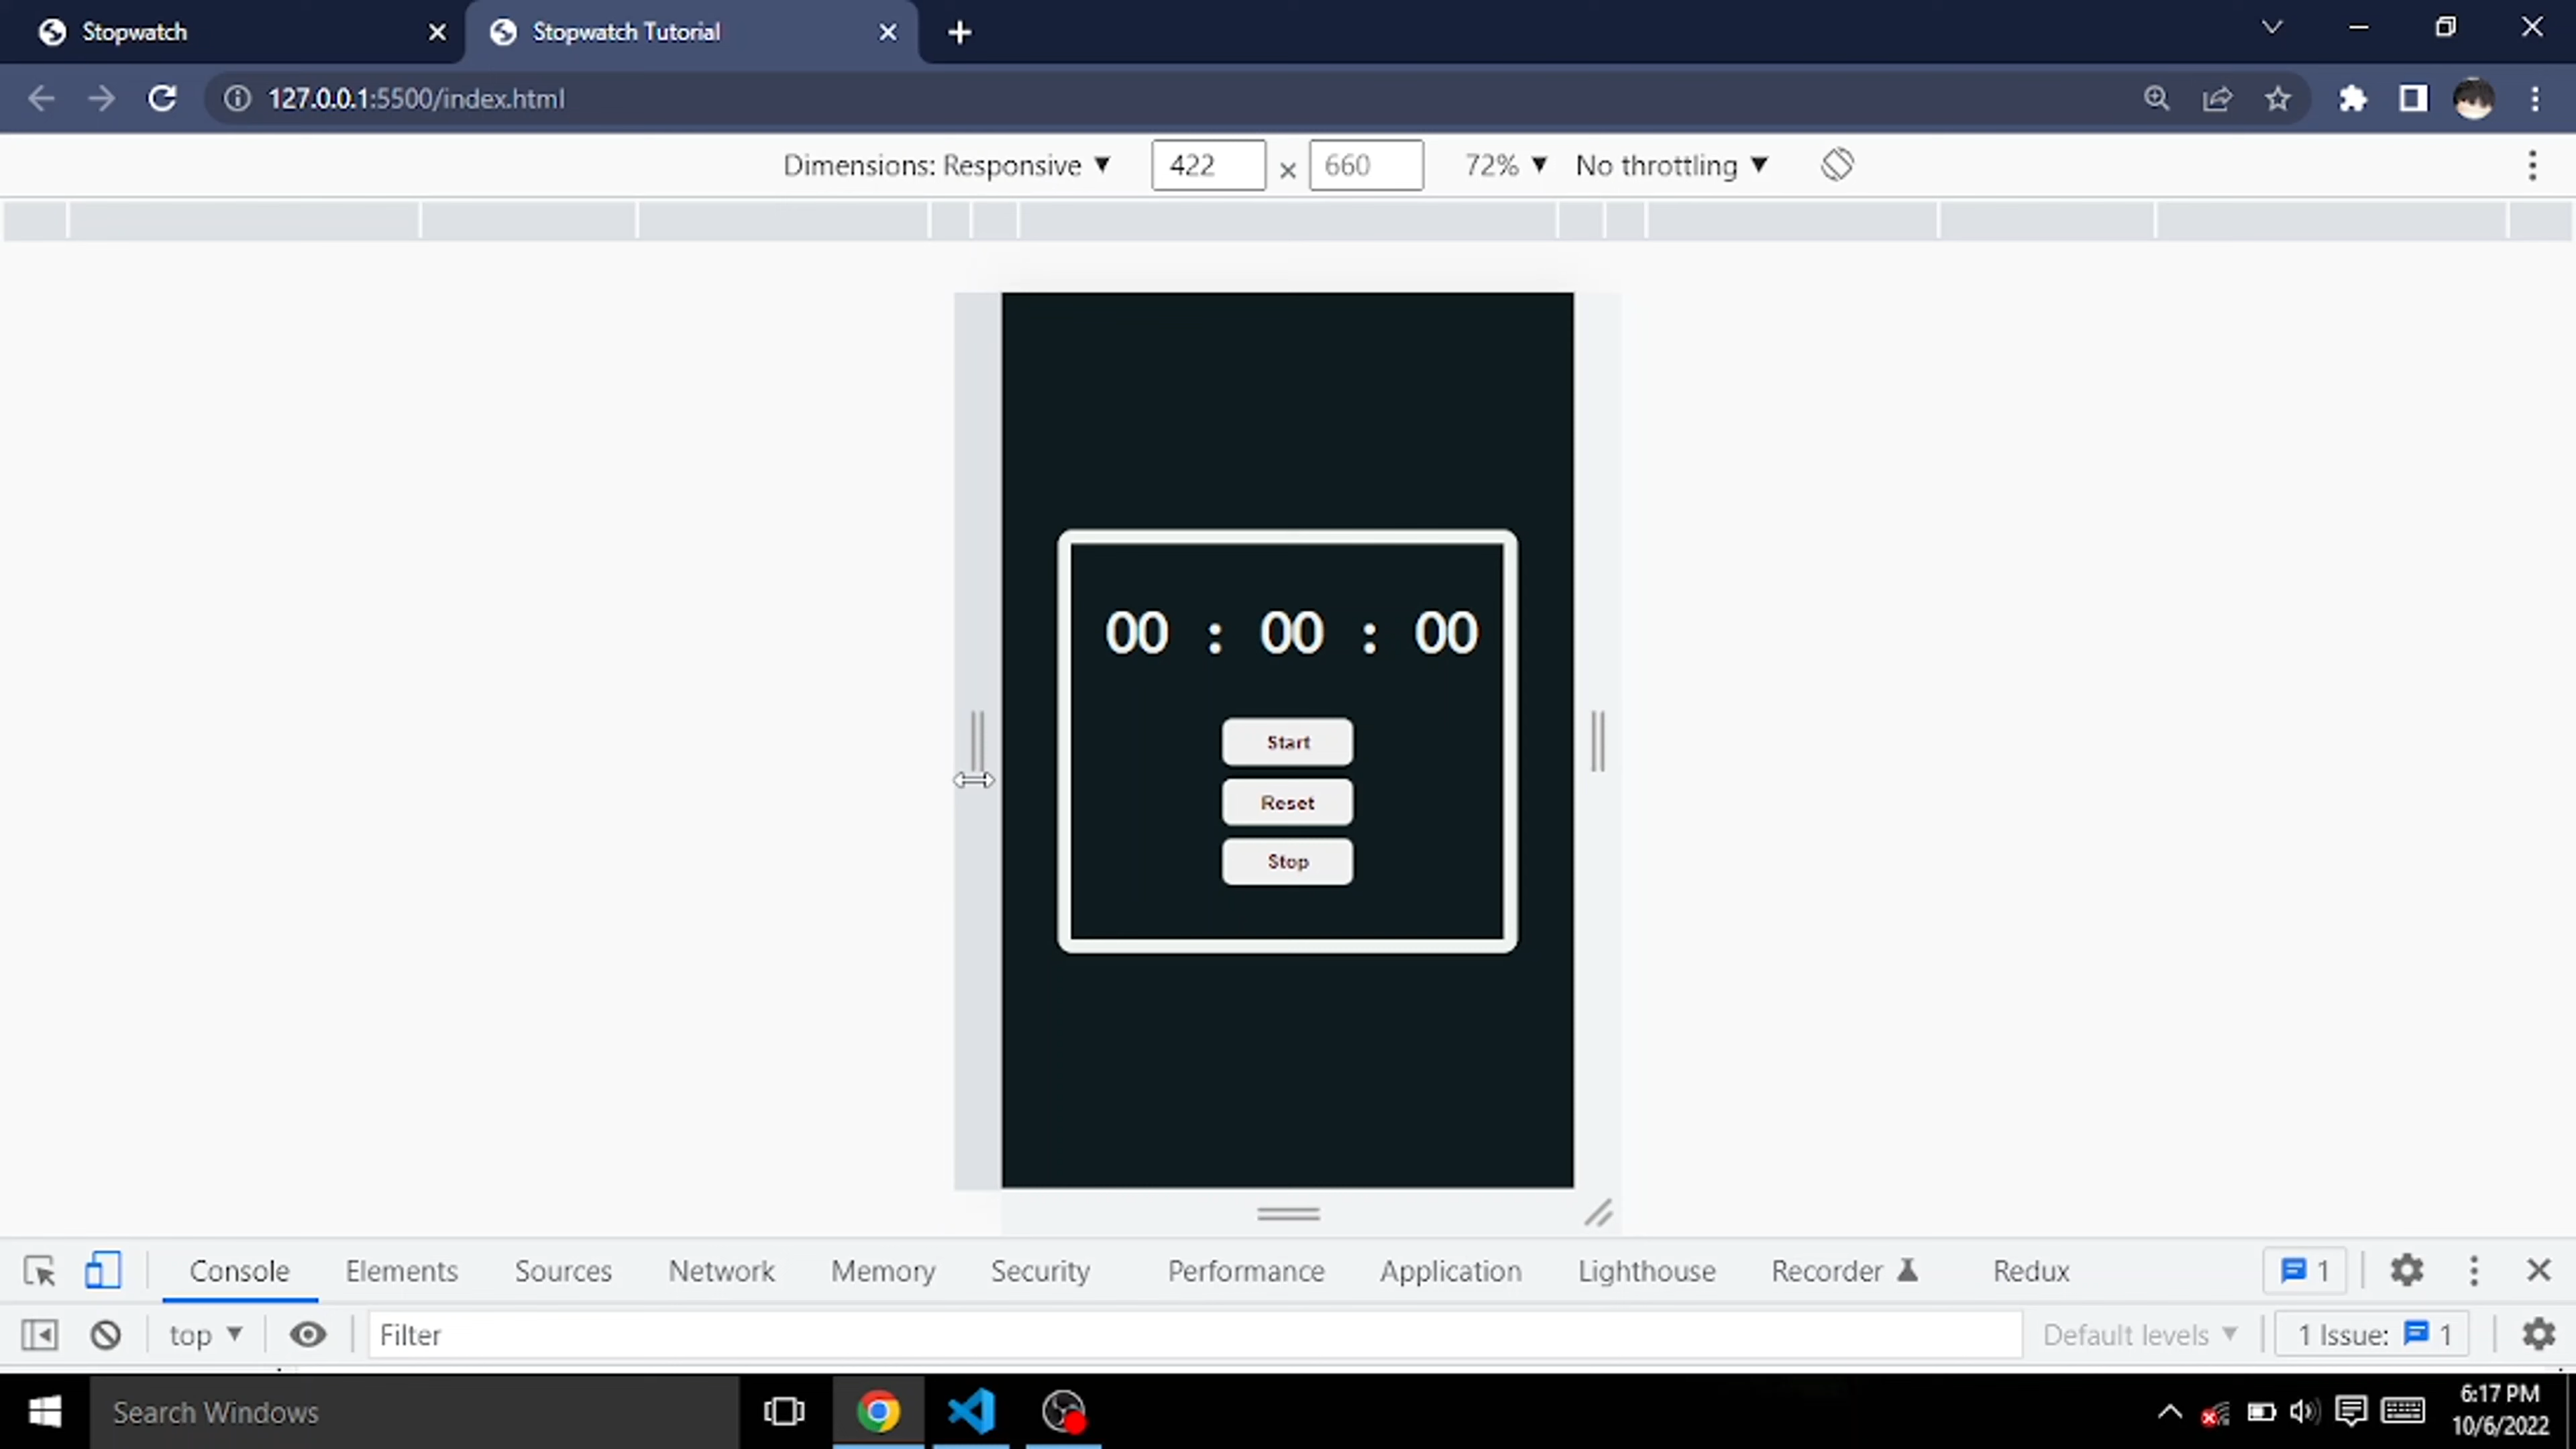 Stopwatch
Stopwatch Tutorial
127.0.0.1:5500/index.html
Dimensions: Responsive 422 × 660 72% No throttling
00 : 00 : 00
Start
Reset
Stop
Console Elements Sources Network Memory Security Performance Application Lighthouse Recorder Redux 1
top Filter Default levels 1 Issue: 1
Search Windows
6:17 PM
10/6/2022